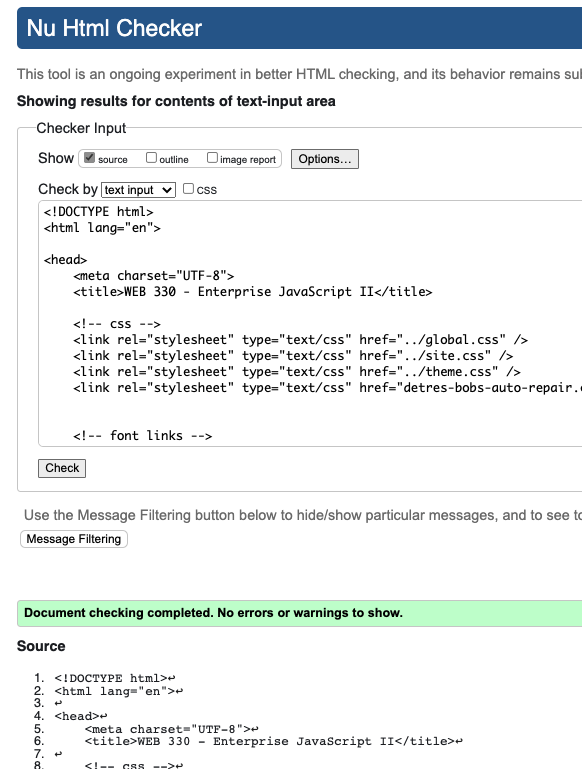 Nu Html Checker
This tool is an ongoing experiment in better HTML checking, and its behavior remains
Showing results for contents of text-input area
Checker Input
Show source outline image report Options...
Check by text input css
<!DOCTYPE html>
<html lang="en">
<head>
<meta charset="UTF-8">
<title>WEB 330 - Enterprise JavaScript II</title>
<!-- css -->
<link rel="stylesheet" type="text/css" href="../global.css" />
<link rel="stylesheet" type="text/css" href="../site.css" />
<link rel="stylesheet" type="text/css" href="../theme.css" />
<link rel="stylesheet" type="text/css" href="detres-bobs-auto-repair.
<!-- font links -->
Check
Use the Message Filtering button below to hide/show particular messages, and to see
Message Filtering
Document checking completed. No errors or warnings to show.
Source
1. <!DOCTYPE html>↩
2. <html lang="en">↩
3. ↩
4. <head>↩
5. <meta charset="UTF-8">↩
6. <title>WEB 330 - Enterprise JavaScript II</title>↩
7. ↩
8. <!-- css -->↩